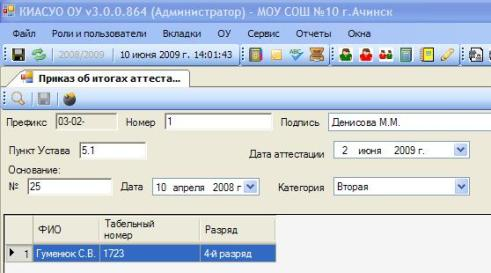 КИАСУО ОУ v3.0.0.864 (Администратор) - МОУ СОШ №10 г.Ачинск
Файл Роли и пользователи Вкладки ОУ Сервис Отчеты Окна
2008/2009 10 июня 2009 г. 14:01:43
Приказ об итогах аттеста...
Префикс 03-02- Номер 1 Подпись Денисова М.М.
Пункт Устава 5.1 Дата аттестации 2 июня 2009 г.
Основание:
№ 25 Дата 10 апреля 2008 г Категория Вторая
ФИО Табельный номер Разряд
1 Гуменюк С.В. 1723 4-й разряд